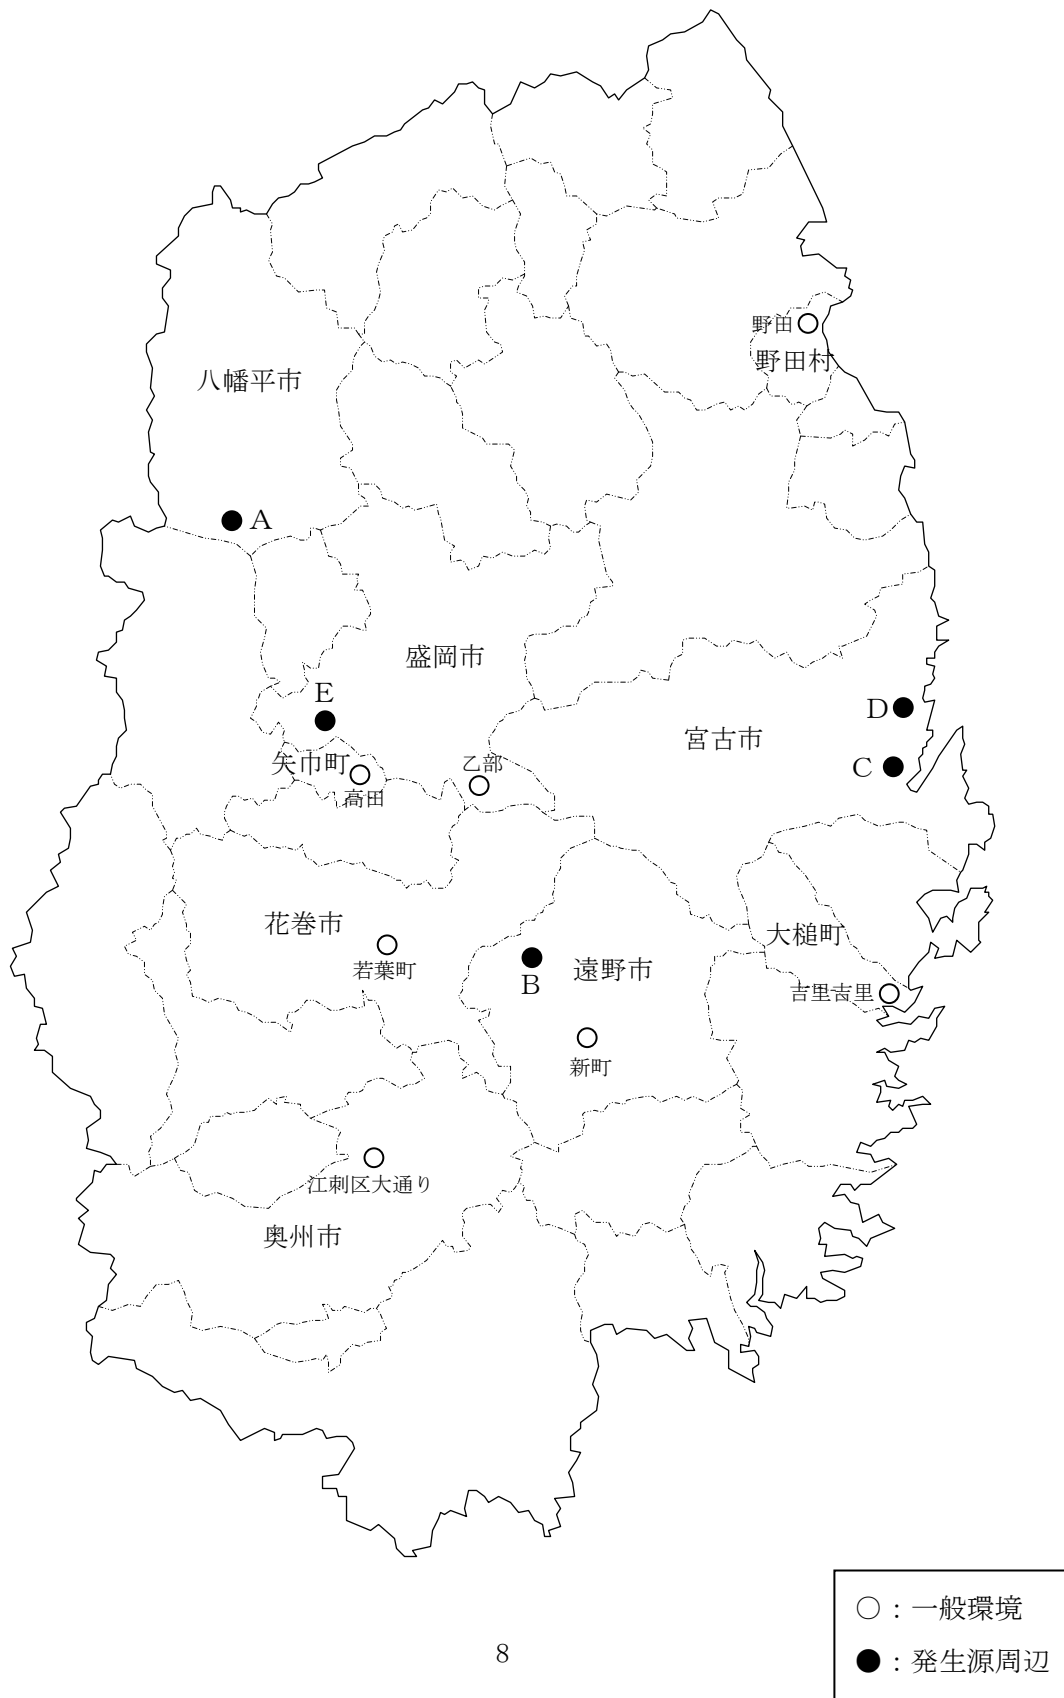 野田
野田村
八幡平市
A
盛岡市
E
D
宮古市
C
矢巾町
乙部
高田
花巻市
大槌町
若葉町
B
遠野市
吉里吉里
新町
江刺区大通り
奥州市
○：一般環境
●：発生源周辺
8